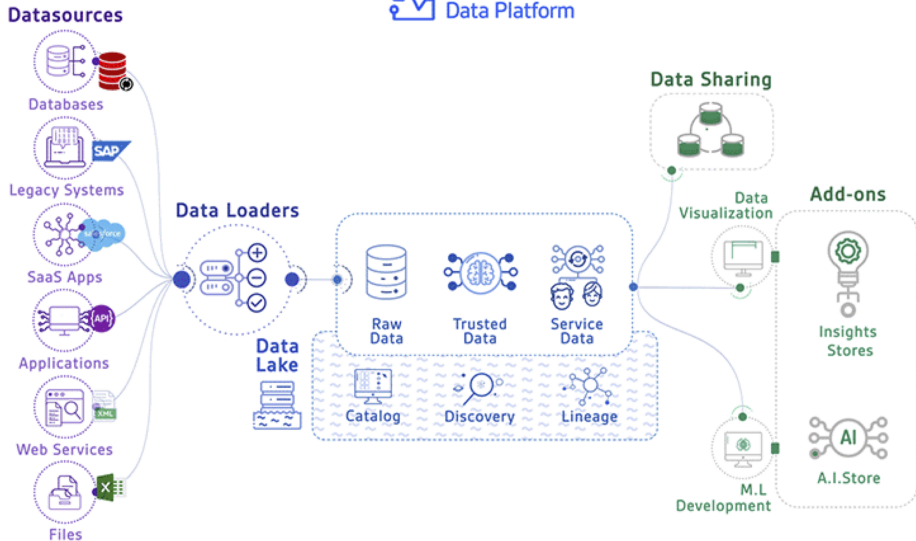 Data Platform
Datasources
Databases
SAP
Legacy Systems
SaaS Apps
API
Applications
XML
Web Services
X
Files
Data Loaders
Data
Lake
Raw
Data
Trusted
Data
Service
Data
Catalog
Discovery
Lineage
Data Sharing
Data
Visualization
M.L
Development
Add-ons
Insights
Stores
AI
A.I.Store